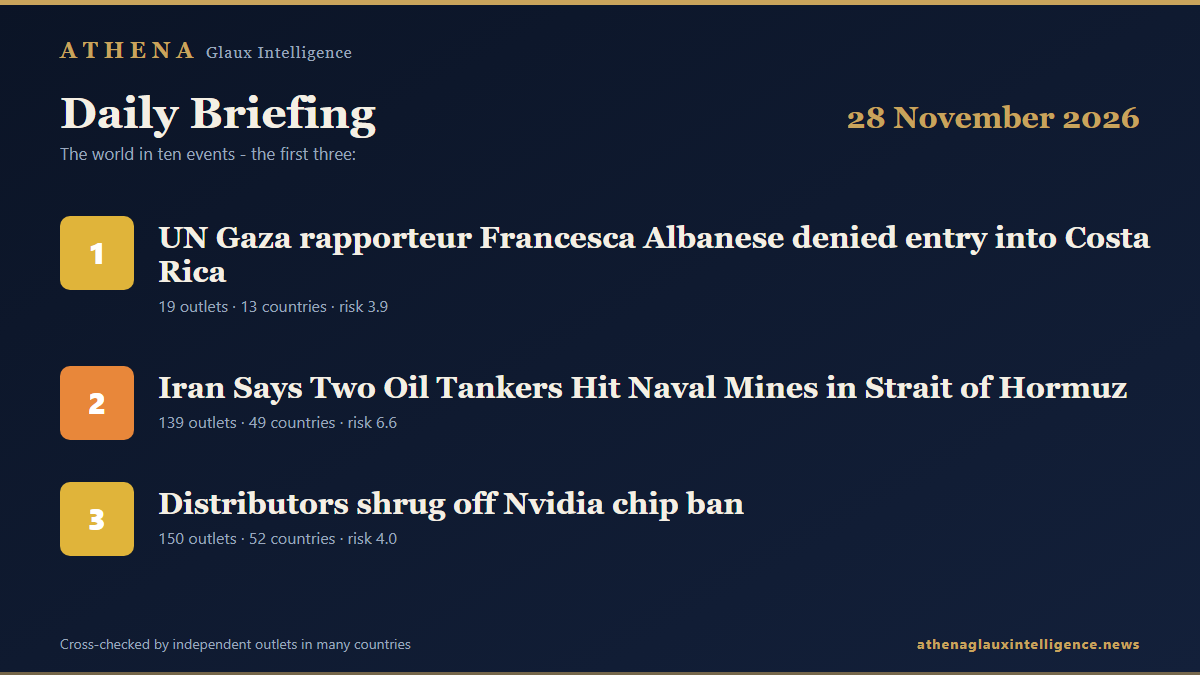 ATHENA Glaux Intelligence
Daily Briefing
28 November 2026
The world in ten events - the first three:
1
UN Gaza rapporteur Francesca Albanese denied entry into Costa
Rica
19 outlets · 13 countries · risk 3.9
2
Iran Says Two Oil Tankers Hit Naval Mines in Strait of Hormuz
139 outlets · 49 countries · risk 6.6
3
Distributors shrug off Nvidia chip ban
150 outlets · 52 countries · risk 4.0
Cross-checked by independent outlets in many countries
athenaglauxintelligence.news